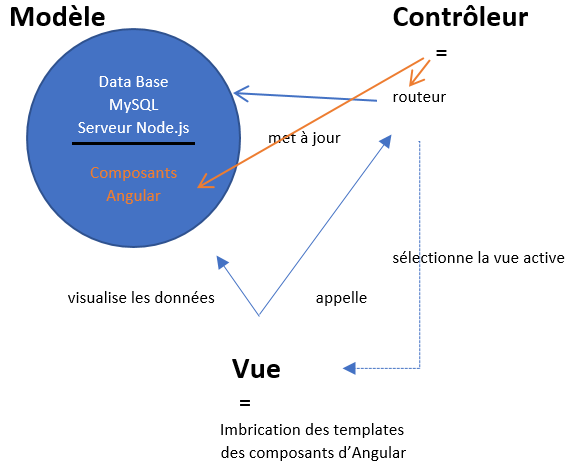 Modèle
Contrôleur
=
Data Base
MySQL
Serveur Node.js
routeur
met à jour
Composants
Angular
sélectionne la vue active
visualise les données
appelle
Vue
=
Imbrication des templates
des composants d’Angular